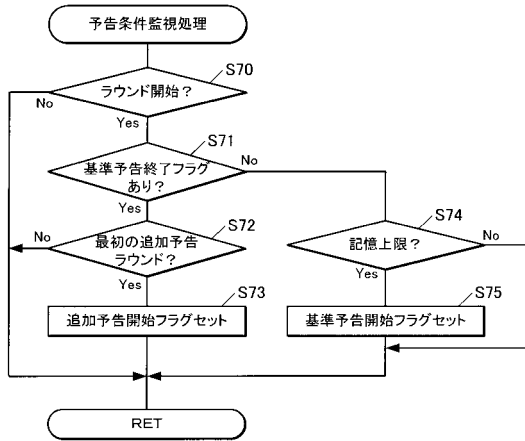 予告条件監視処理
S70
ラウンド開始？
No
Yes
S71
基準予告終了フラグ
あり？
No
Yes
S72
最初の追加予告
ラウンド？
No
Yes
S74
記憶上限？
No
Yes
S73
追加予告開始フラグセット
S75
基準予告開始フラグセット
RET